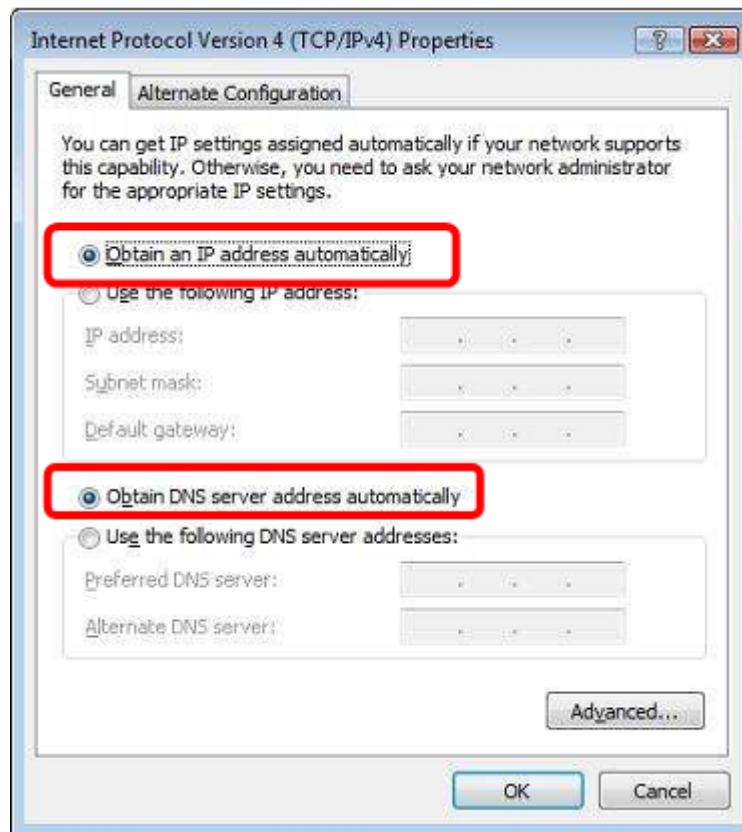 Internet Protocol Version 4 (TCP/IPv4) Properties
General
Alternate Configuration
You can get IP settings assigned automatically if your network supports
this capability. Otherwise, you need to ask your network administrator
for the appropriate IP settings.
Obtain an IP address automatically
Use the following IP address:
IP address:
Subnet mask:
Default gateway:
Obtain DNS server address automatically
Use the following DNS server addresses:
Preferred DNS server:
Alternate DNS server:
Advanced...
OK
Cancel